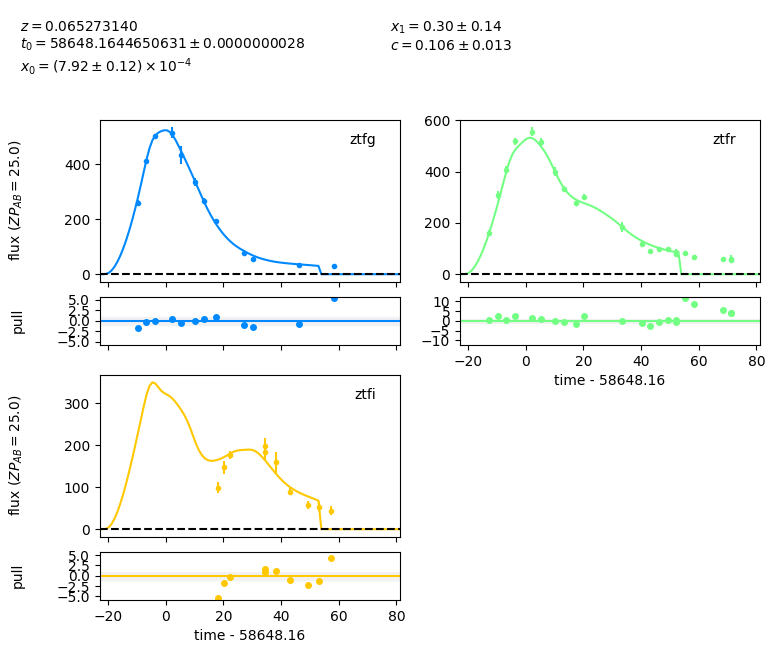 z = 0.065273140
t₀ = 58648.1644650631 ± 0.0000000028
x₀ = (7.92 ± 0.12) × 10⁻⁴
x₁ = 0.30 ± 0.14
c = 0.106 ± 0.013
ztfg
flux (ZP_AB = 25.0)
400
200
0
pull
5.0
2.5
0.0
−2.5
−5.0
ztfr
600
400
200
0
10
5
0
−5
−10
−20 0 20 40 60 80
time - 58648.16
ztfi
flux (ZP_AB = 25.0)
300
200
100
0
pull
5.0
2.5
0.0
−2.5
−5.0
−20 0 20 40 60 80
time - 58648.16